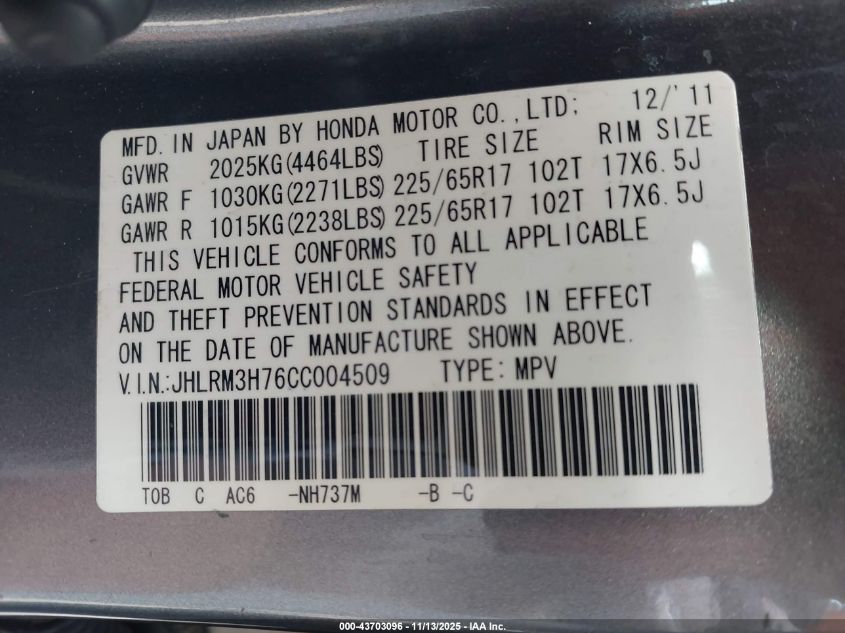 MFD. IN JAPAN BY HONDA MOTOR CO.,LTD; 12/'11
GVWR 2025KG(4464LBS) TIRE SIZE RIM SIZE
GAWR F 1030KG(2271LBS) 225/65R17 102T 17X6.5J
GAWR R 1015KG(2238LBS) 225/65R17 102T 17X6.5J
THIS VEHICLE CONFORMS TO ALL APPLICABLE
FEDERAL MOTOR VEHICLE SAFETY
AND THEFT PREVENTION STANDARDS IN EFFECT
ON THE DATE OF MANUFACTURE SHOWN ABOVE.
V.I.N.:JHLRM3H76CC004509 TYPE: MPV
TOB C AC6 -NH737M -B -C
000-43703096 - 11/13/2025 - IAA Inc.